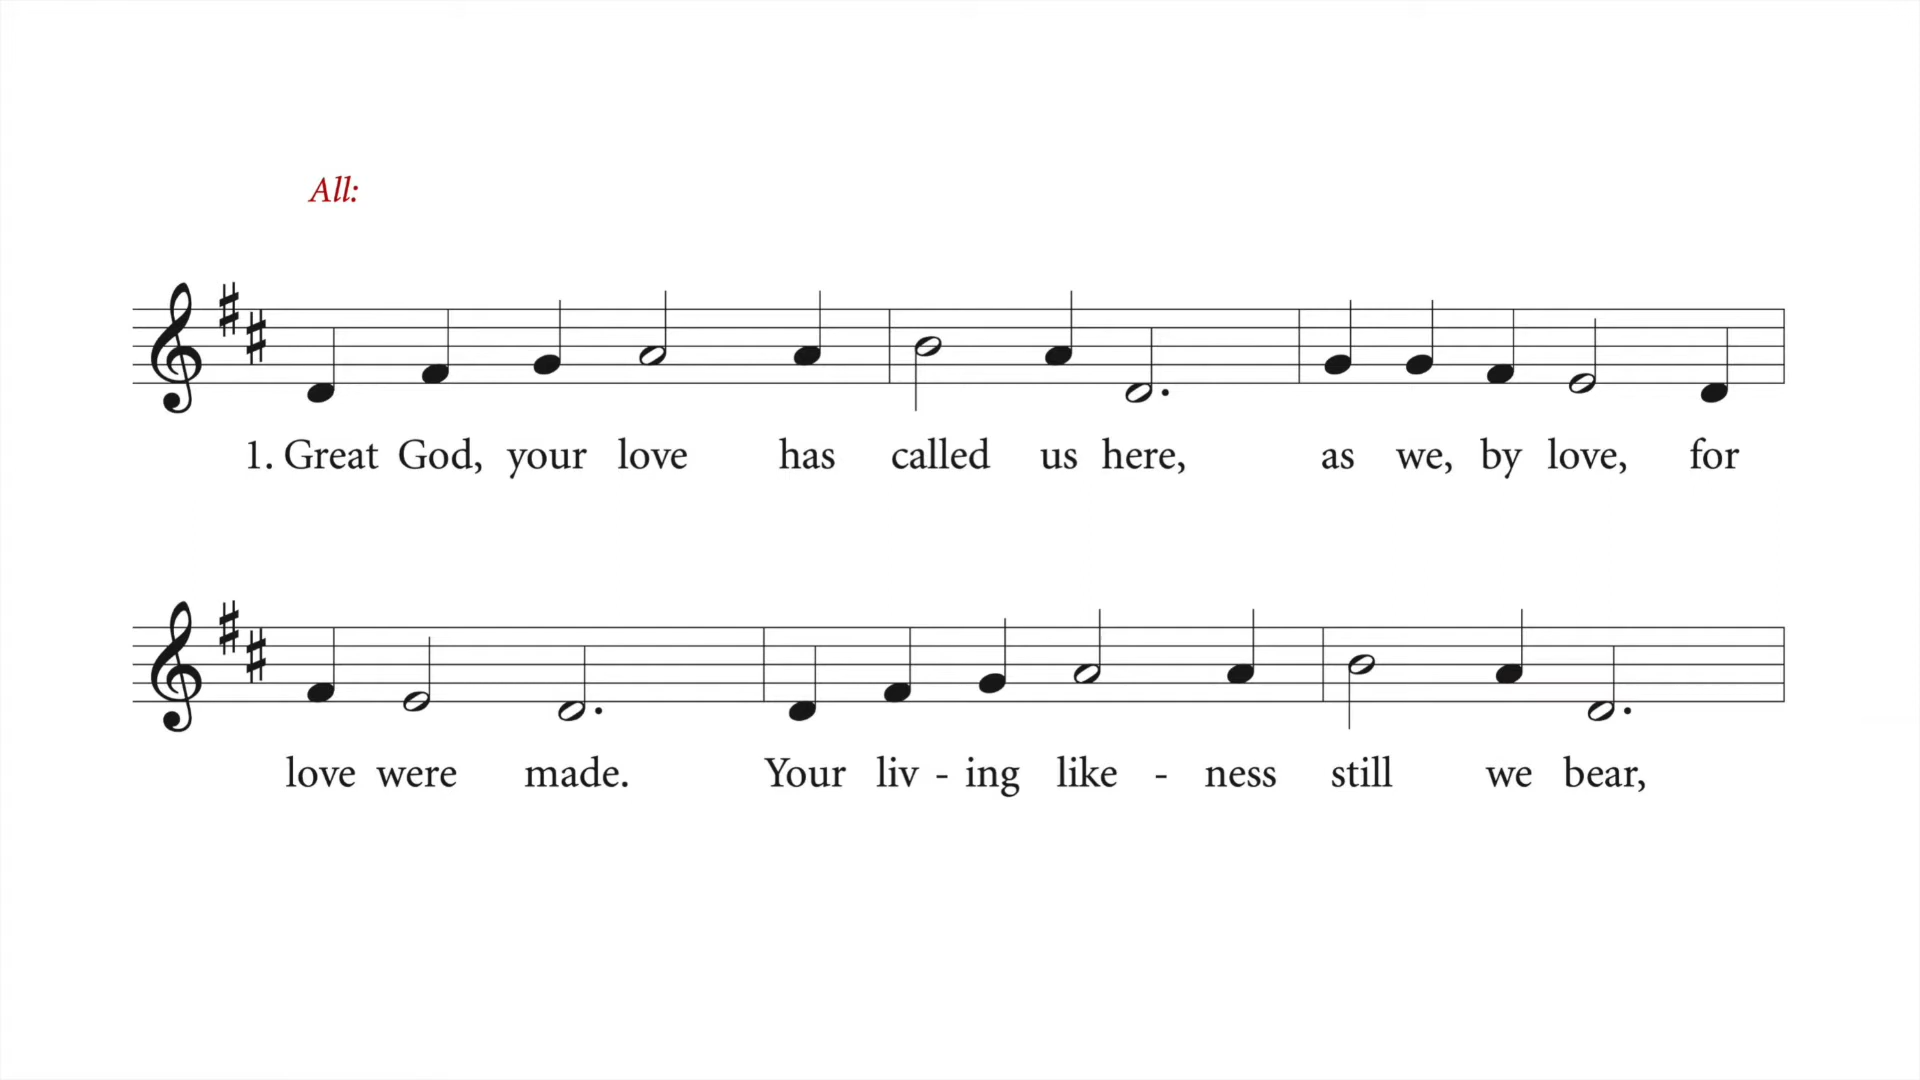 All:
1. Great God, your love has called us here, as we, by love, for
love were made. Your liv - ing like - ness still we bear,